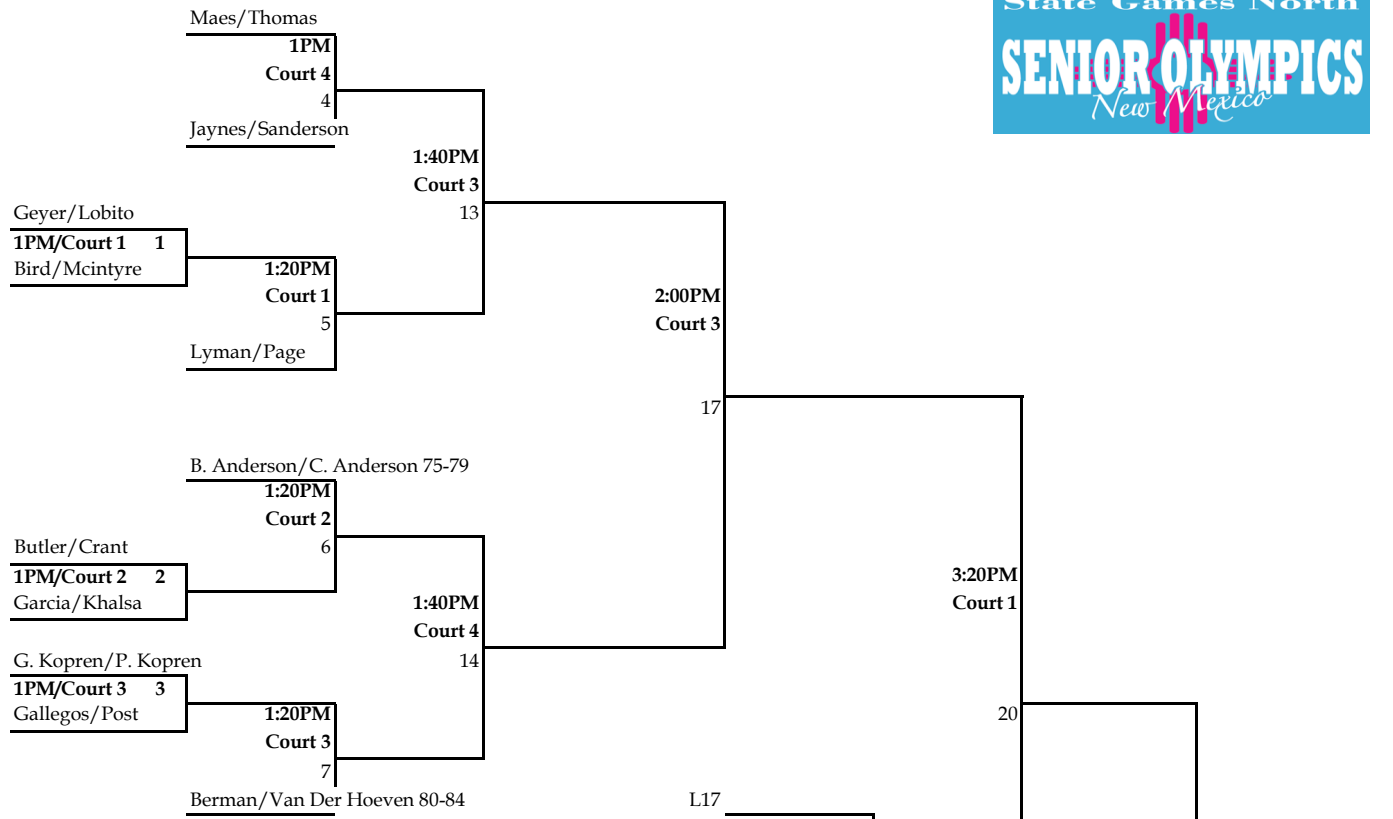 State Games North
SENIOR OLYMPICS
New Mexico
Maes/Thomas
1PM
Court 4
4
Jaynes/Sanderson
1:40PM
Court 3
13
Geyer/Lobito
1PM/Court 1 1
Bird/Mcintyre
1:20PM
Court 1
5
Lyman/Page
2:00PM
Court 3
17
B. Anderson/C. Anderson 75-79
1:20PM
Court 2
6
Butler/Crant
1PM/Court 2 2
Garcia/Khalsa
1:40PM
Court 4
14
3:20PM
Court 1
20
G. Kopren/P. Kopren
1PM/Court 3 3
Gallegos/Post
1:20PM
Court 3
7
Berman/Van Der Hoeven 80-84
L17